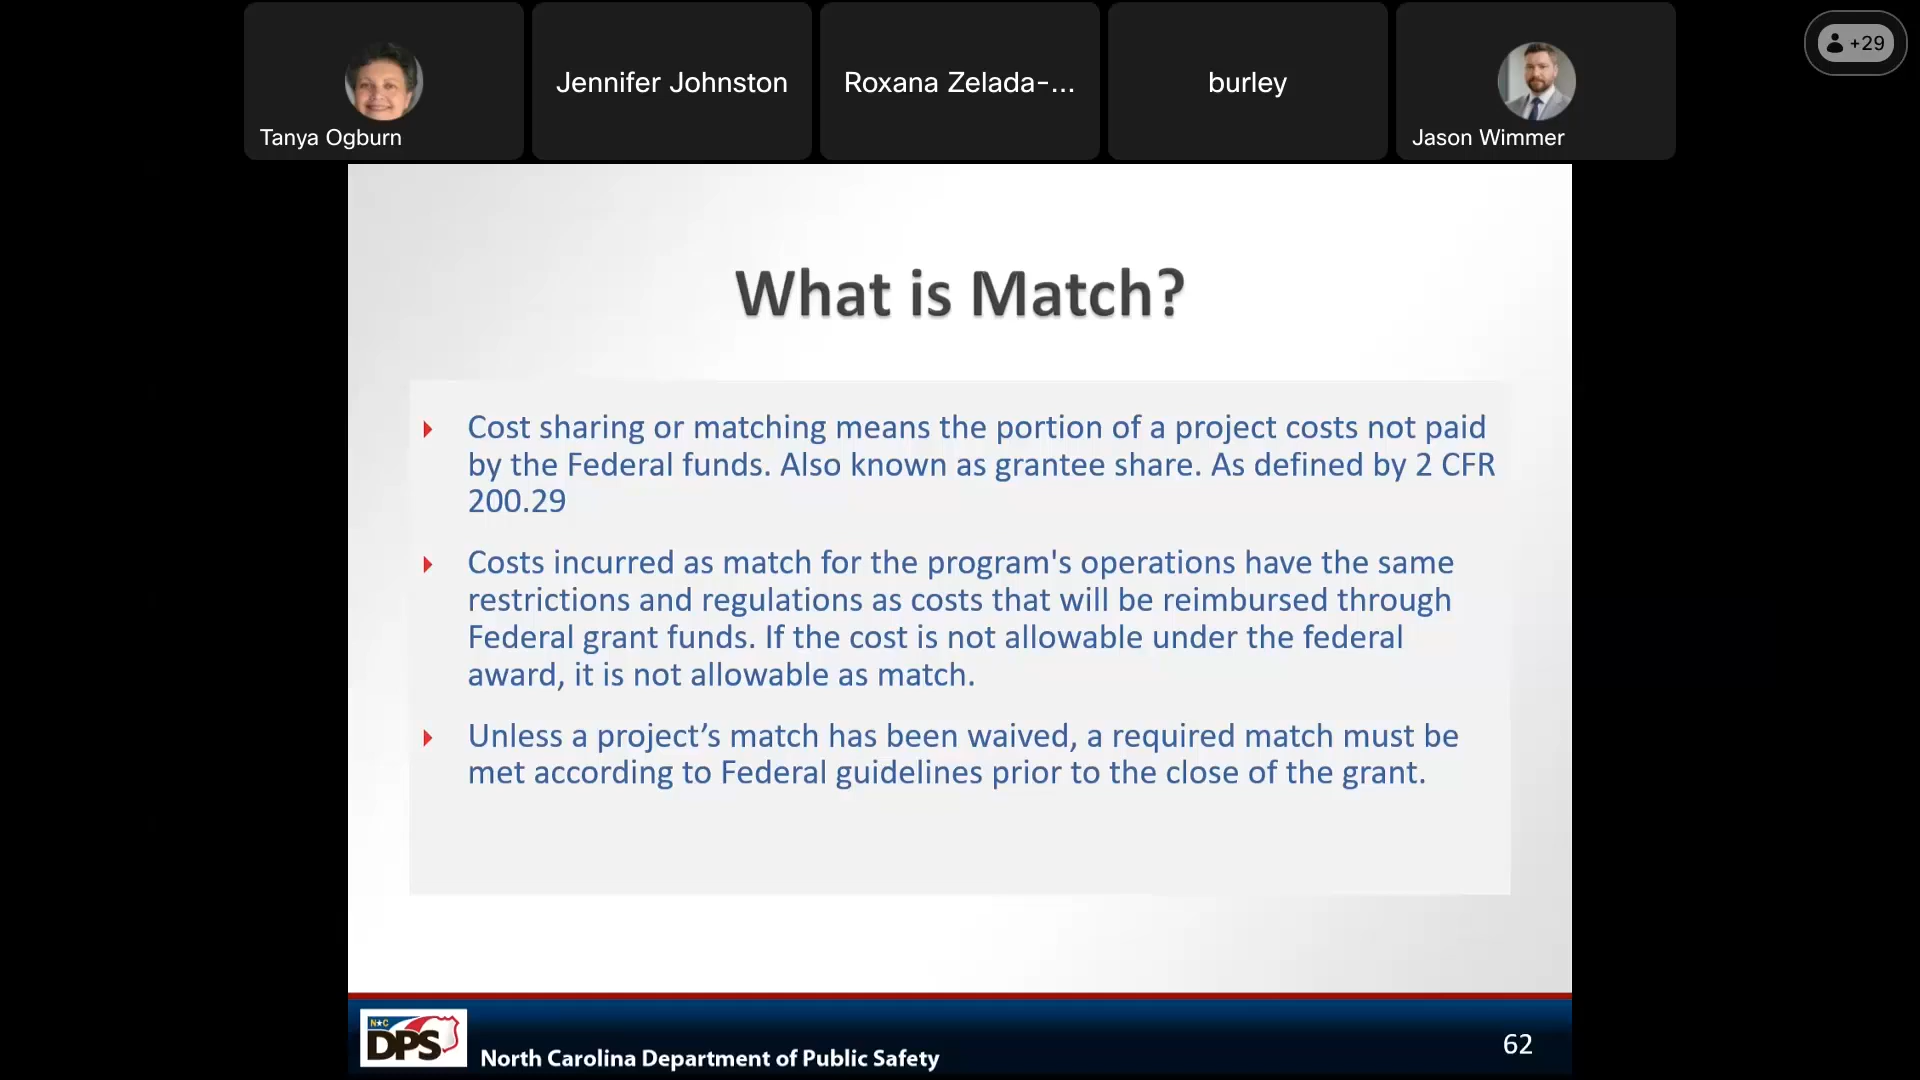 Tanya Ogburn
Jennifer Johnston
Roxana Zelada-...
burley
Jason Wimmer
+29
What is Match?
Cost sharing or matching means the portion of a project costs not paid
by the Federal funds. Also known as grantee share. As defined by 2 CFR
200.29
Costs incurred as match for the program's operations have the same
restrictions and regulations as costs that will be reimbursed through
Federal grant funds. If the cost is not allowable under the federal
award, it is not allowable as match.
Unless a project’s match has been waived, a required match must be
met according to Federal guidelines prior to the close of the grant.
N★C
DPS
North Carolina Department of Public Safety
62